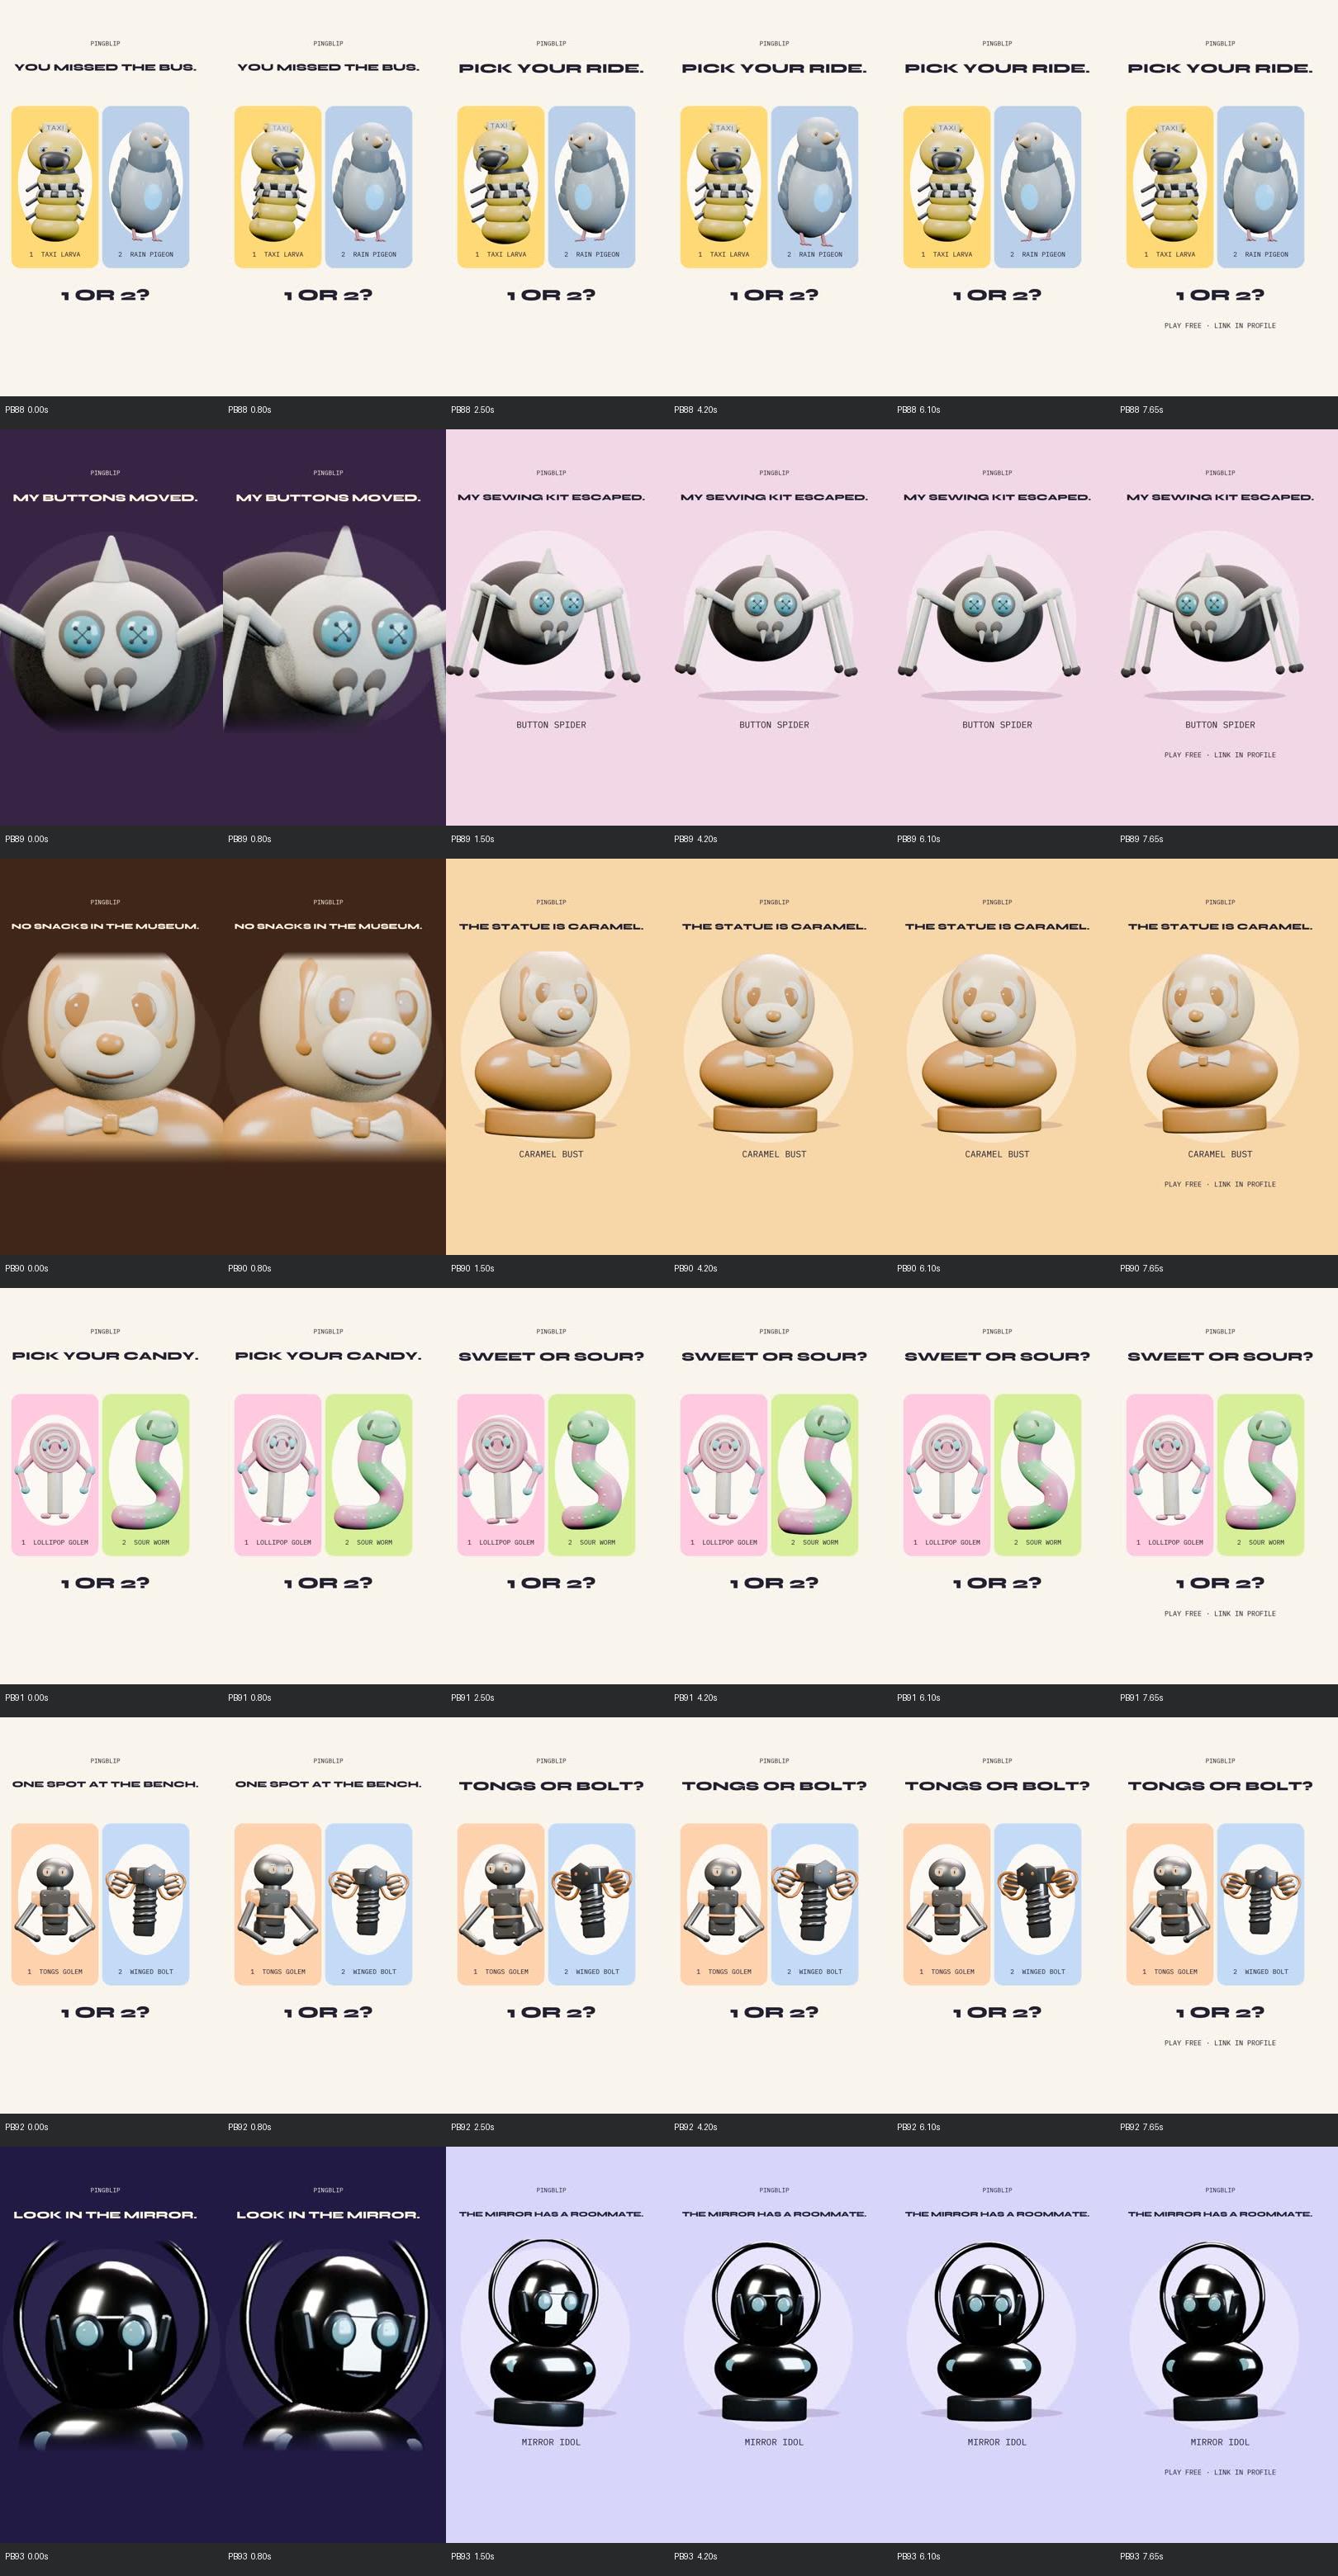 PINGBLIP PINGBLIP PINGBLIP PINGBLIP PINGBLIP PINGBLIP
YOU MISSED THE BUS. YOU MISSED THE BUS. PICK YOUR RIDE. PICK YOUR RIDE. PICK YOUR RIDE. PICK YOUR RIDE.
TAXI TAXI TAXI TAXI TAXI TAXI
1 TAXI LARVA 2 RAIN PIGEON 1 TAXI LARVA 2 RAIN PIGEON 1 TAXI LARVA 2 RAIN PIGEON 1 TAXI LARVA 2 RAIN PIGEON 1 TAXI LARVA 2 RAIN PIGEON 1 TAXI LARVA 2 RAIN PIGEON
1 OR 2? 1 OR 2? 1 OR 2? 1 OR 2? 1 OR 2? 1 OR 2?
PLAY FREE · LINK IN PROFILE
PB88 0.00s PB88 0.80s PB88 2.50s PB88 4.20s PB88 6.10s PB88 7.65s
PINGBLIP PINGBLIP PINGBLIP PINGBLIP PINGBLIP PINGBLIP
MY BUTTONS MOVED. MY BUTTONS MOVED. MY SEWING KIT ESCAPED. MY SEWING KIT ESCAPED. MY SEWING KIT ESCAPED. MY SEWING KIT ESCAPED.
BUTTON SPIDER BUTTON SPIDER BUTTON SPIDER BUTTON SPIDER
PLAY FREE · LINK IN PROFILE
PB89 0.00s PB89 0.80s PB89 1.50s PB89 4.20s PB89 6.10s PB89 7.65s
PINGBLIP PINGBLIP PINGBLIP PINGBLIP PINGBLIP PINGBLIP
NO SNACKS IN THE MUSEUM. NO SNACKS IN THE MUSEUM. THE STATUE IS CARAMEL. THE STATUE IS CARAMEL. THE STATUE IS CARAMEL. THE STATUE IS CARAMEL.
CARAMEL BUST CARAMEL BUST CARAMEL BUST CARAMEL BUST
PLAY FREE · LINK IN PROFILE
PB90 0.00s PB90 0.80s PB90 1.50s PB90 4.20s PB90 6.10s PB90 7.65s
PINGBLIP PINGBLIP PINGBLIP PINGBLIP PINGBLIP PINGBLIP
PICK YOUR CANDY. PICK YOUR CANDY. SWEET OR SOUR? SWEET OR SOUR? SWEET OR SOUR? SWEET OR SOUR?
1 LOLLIPOP GOLEM 2 SOUR WORM 1 LOLLIPOP GOLEM 2 SOUR WORM 1 LOLLIPOP GOLEM 2 SOUR WORM 1 LOLLIPOP GOLEM 2 SOUR WORM 1 LOLLIPOP GOLEM 2 SOUR WORM 1 LOLLIPOP GOLEM 2 SOUR WORM
1 OR 2? 1 OR 2? 1 OR 2? 1 OR 2? 1 OR 2? 1 OR 2?
PLAY FREE · LINK IN PROFILE
PB91 0.00s PB91 0.80s PB91 2.50s PB91 4.20s PB91 6.10s PB91 7.65s
PINGBLIP PINGBLIP PINGBLIP PINGBLIP PINGBLIP PINGBLIP
ONE SPOT AT THE BENCH. ONE SPOT AT THE BENCH. TONGS OR BOLT? TONGS OR BOLT? TONGS OR BOLT? TONGS OR BOLT?
1 TONGS GOLEM 2 WINGED BOLT 1 TONGS GOLEM 2 WINGED BOLT 1 TONGS GOLEM 2 WINGED BOLT 1 TONGS GOLEM 2 WINGED BOLT 1 TONGS GOLEM 2 WINGED BOLT 1 TONGS GOLEM 2 WINGED BOLT
1 OR 2? 1 OR 2? 1 OR 2? 1 OR 2? 1 OR 2? 1 OR 2?
PLAY FREE · LINK IN PROFILE
PB92 0.00s PB92 0.80s PB92 2.50s PB92 4.20s PB92 6.10s PB92 7.65s
PINGBLIP PINGBLIP PINGBLIP PINGBLIP PINGBLIP PINGBLIP
LOOK IN THE MIRROR. LOOK IN THE MIRROR. THE MIRROR HAS A ROOMMATE. THE MIRROR HAS A ROOMMATE. THE MIRROR HAS A ROOMMATE. THE MIRROR HAS A ROOMMATE.
MIRROR IDOL MIRROR IDOL MIRROR IDOL MIRROR IDOL
PLAY FREE · LINK IN PROFILE
PB93 0.00s PB93 0.80s PB93 1.50s PB93 4.20s PB93 6.10s PB93 7.65s